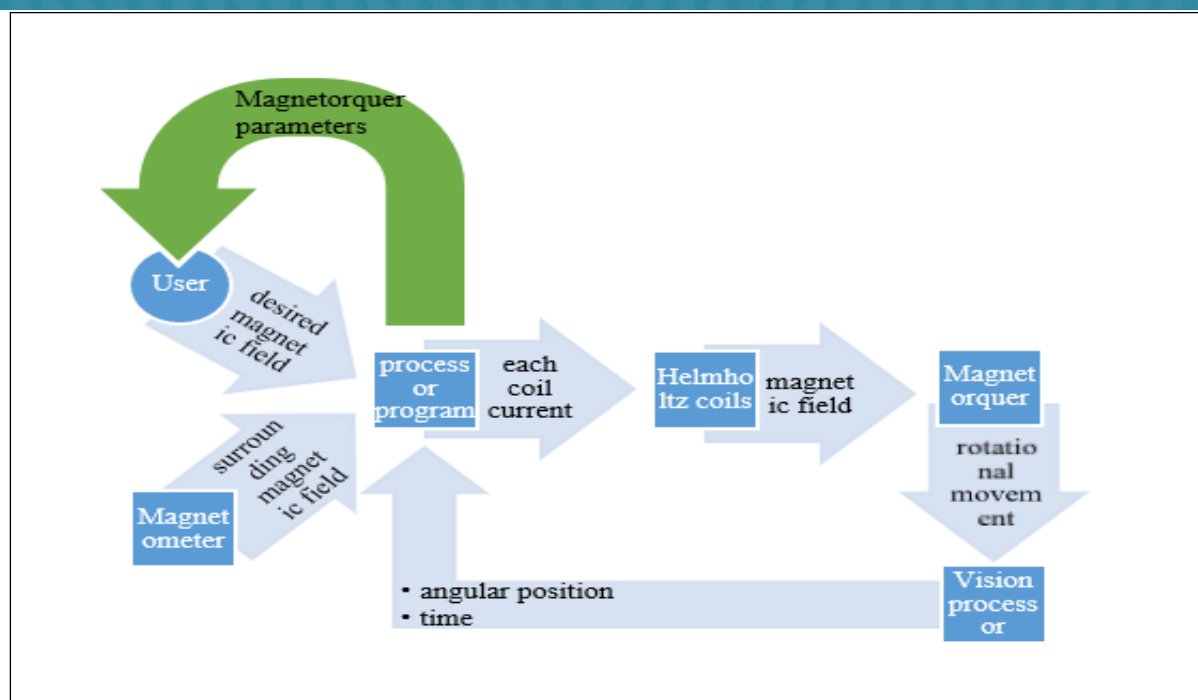 Magnetorquer
parameters
User
desired
magnet
ic field
process
or
program
each
coil
current
Helmho
ltz coils
magnet
ic field
Magnet
orquer
surroun
ding
magnet
ic field
Magnet
ometer
rotatio
nal
movem
ent
• angular position
• time
Vision
process
or